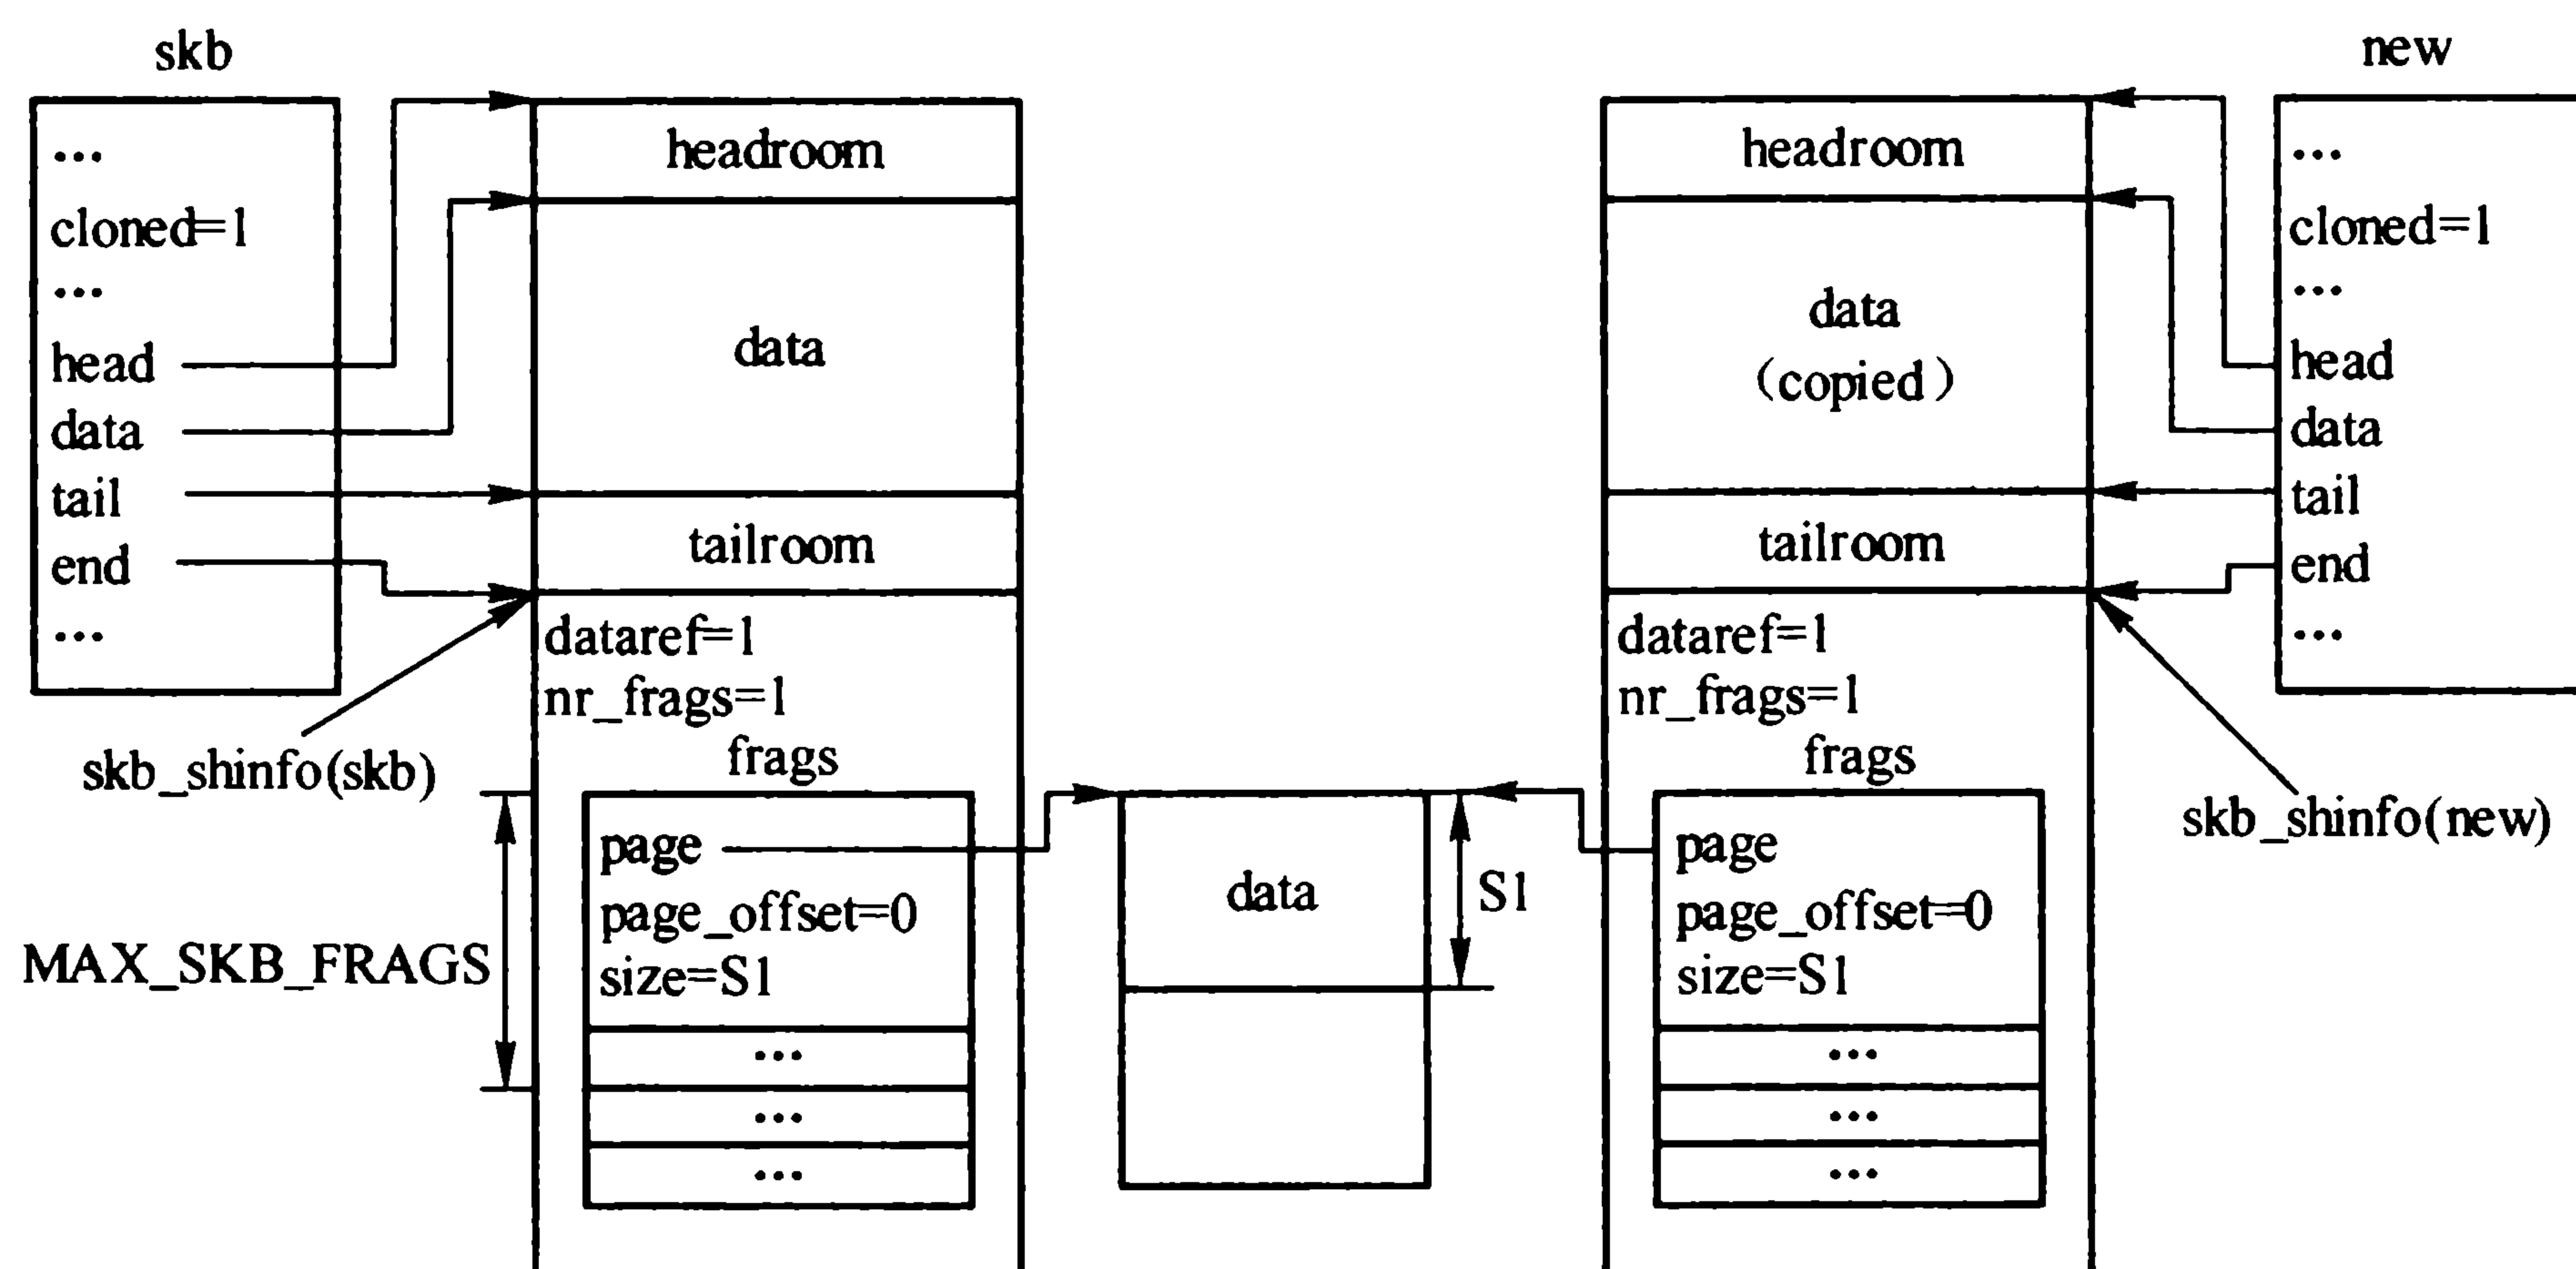 skb
...
cloned=1
...
head
data
tail
end
...
skb_shinfo(skb)
MAX_SKB_FRAGS
headroom
data
tailroom
dataref=1
nr_frags=1
frags
page
page_offset=0
size=S1
...
...
...
data
S1
headroom
data
(copied)
tailroom
dataref=1
nr_frags=1
frags
page
page_offset=0
size=S1
...
...
...
new
...
cloned=1
...
head
data
tail
end
...
skb_shinfo(new)